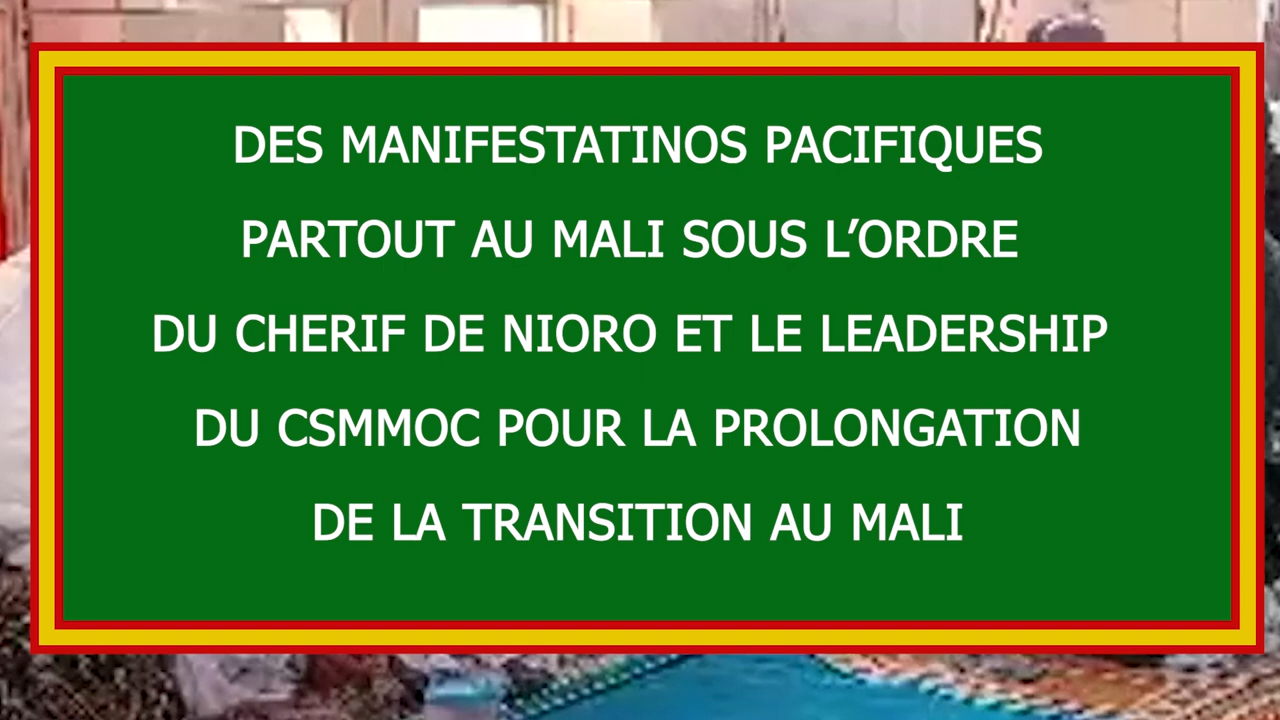 DES MANIFESTATINOS PACIFIQUES
PARTOUT AU MALI SOUS L’ORDRE
DU CHERIF DE NIORO ET LE LEADERSHIP
DU CSMMOC POUR LA PROLONGATION
DE LA TRANSITION AU MALI